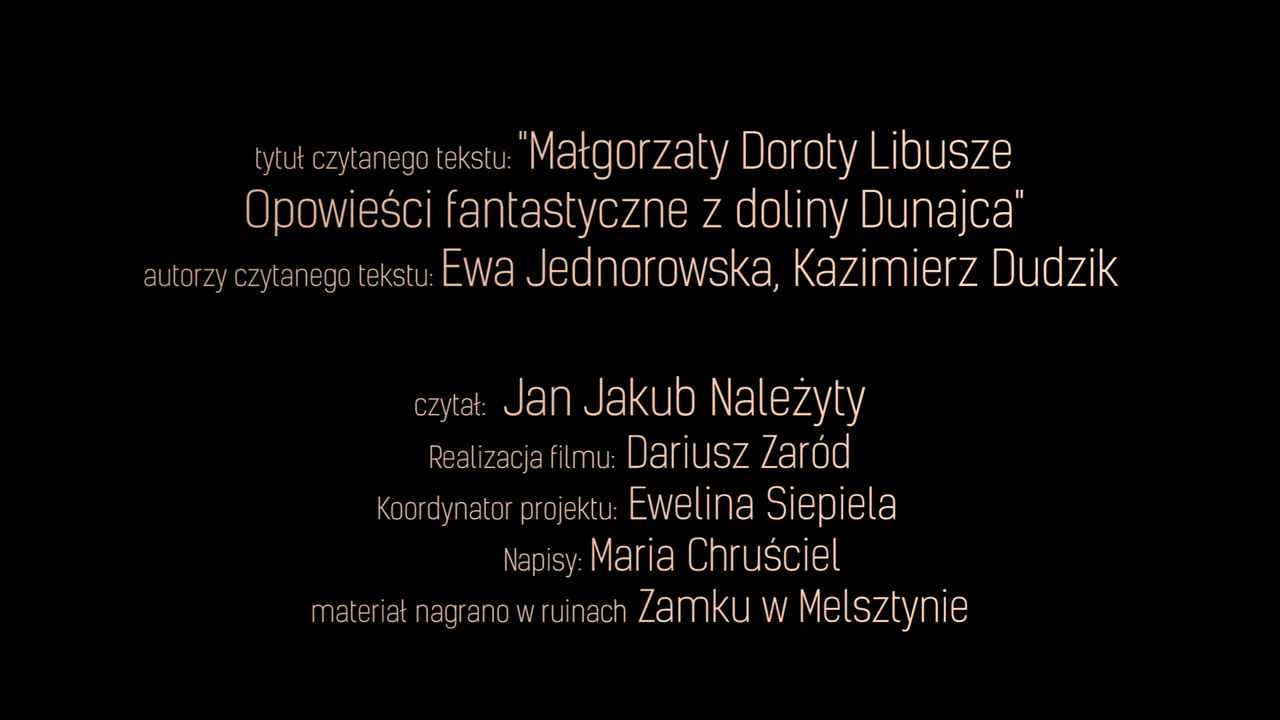 tytuł czytanego tekstu: "Małgorzaty Doroty Libusze
Opowieści fantastyczne z doliny Dunajca"
autorzy czytanego tekstu: Ewa Jednorowska, Kazimierz Dudzik
czytał: Jan Jakub Należyty
Realizacja filmu: Dariusz Zaród
Koordynator projektu: Ewelina Siepiela
Napisy: Maria Chruściel
materiał nagrano w ruinach Zamku w Melsztynie